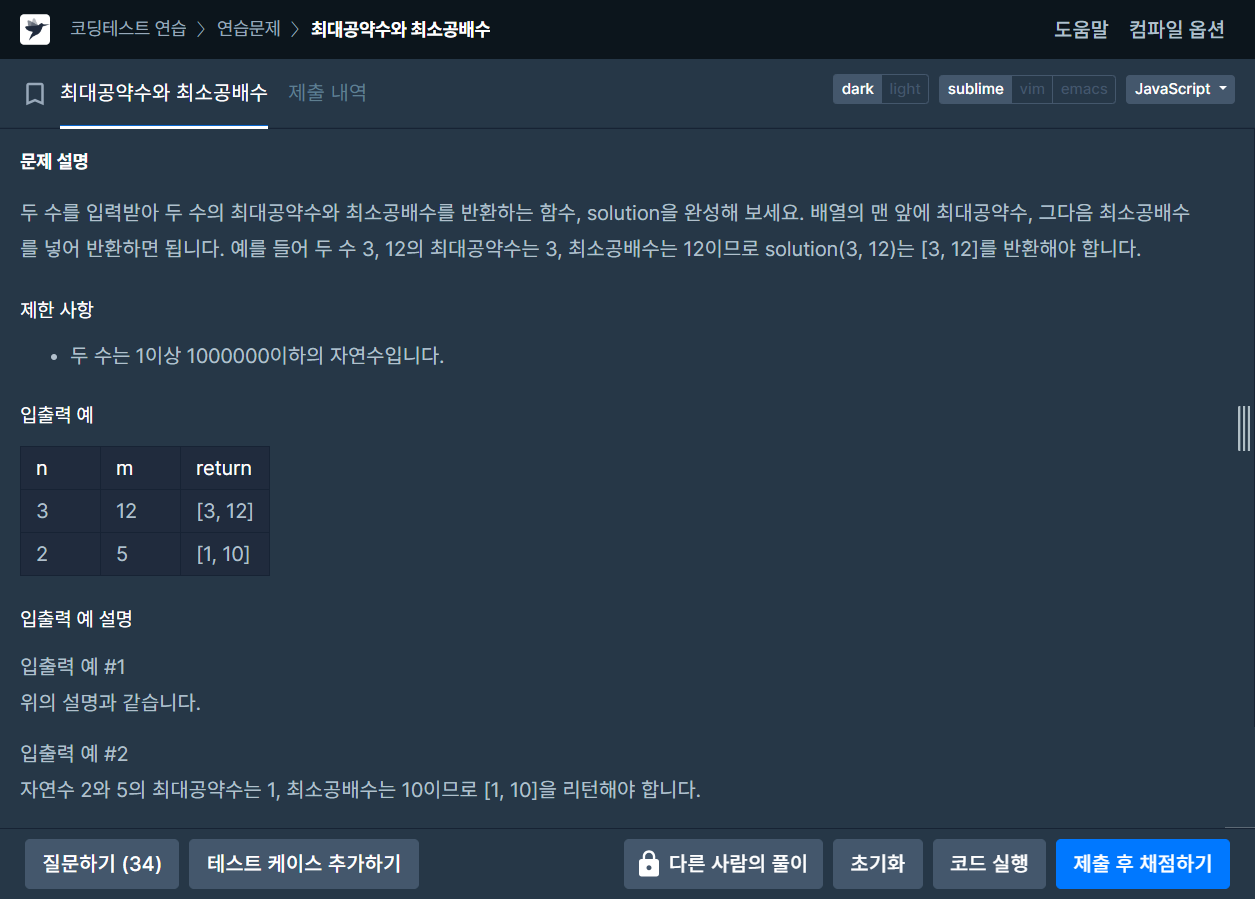 코딩테스트 연습 > 연습문제 > 최대공약수와 최소공배수 도움말 컴파일 옵션
최대공약수와 최소공배수 제출 내역 dark light sublime vim emacs JavaScript
문제 설명
두 수를 입력받아 두 수의 최대공약수와 최소공배수를 반환하는 함수, solution을 완성해 보세요. 배열의 맨 앞에 최대공약수, 그다음 최소공배수
를 넣어 반환하면 됩니다. 예를 들어 두 수 3, 12의 최대공약수는 3, 최소공배수는 12이므로 solution(3, 12)는 [3, 12]를 반환해야 합니다.
제한 사항
• 두 수는 1이상 1000000이하의 자연수입니다.
입출력 예
n m return
3 12 [3, 12]
2 5 [1, 10]
입출력 예 설명
입출력 예 #1
위의 설명과 같습니다.
입출력 예 #2
자연수 2와 5의 최대공약수는 1, 최소공배수는 10이므로 [1, 10]을 리턴해야 합니다.
질문하기 (34) 테스트 케이스 추가하기 다른 사람의 풀이 초기화 코드 실행 제출 후 채점하기